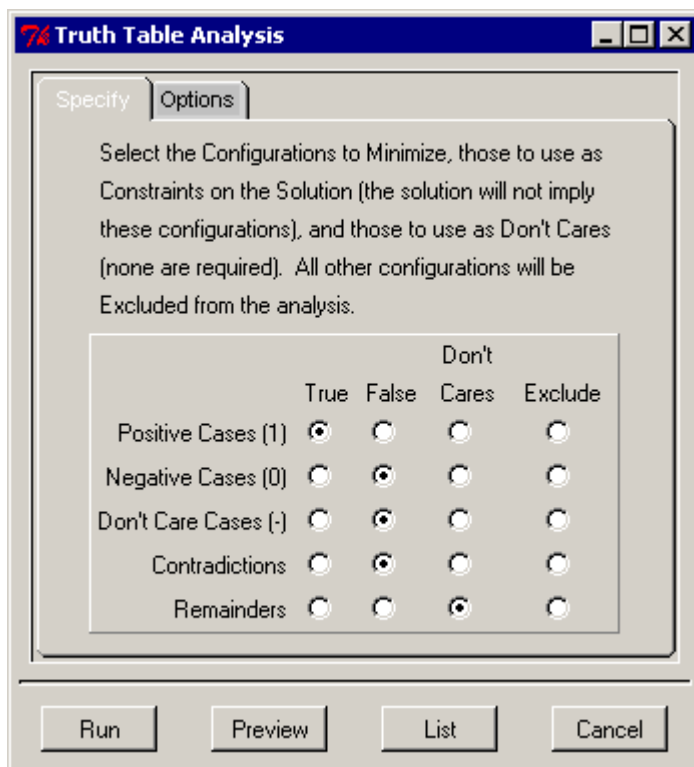 Truth Table Analysis
Specify Options
Select the Configurations to Minimize, those to use as
Constraints on the Solution (the solution will not imply
these configurations), and those to use as Don't Cares
(none are required).  All other configurations will be
Excluded from the analysis.
Don't
True False Cares Exclude
Positive Cases (1)
Negative Cases (0)
Don't Care Cases (-)
Contradictions
Remainders
Run Preview List Cancel